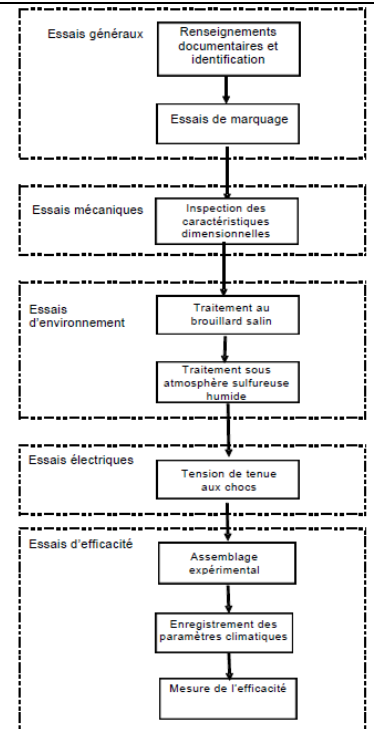 Essais généraux
Renseignements
documentaires et
identification
Essais de marquage
Essais mécaniques
Inspection des
caractéristiques
dimensionnelles
Essais
d'environnement
Traitement au
brouillard salin
Traitement sous
atmosphère sulfureuse
humide
Essais électriques
Tension de tenue
aux chocs
Essais d'efficacité
Assemblage
expérimental
Enregistrement des
paramètres climatiques
Mesure de l'efficacité